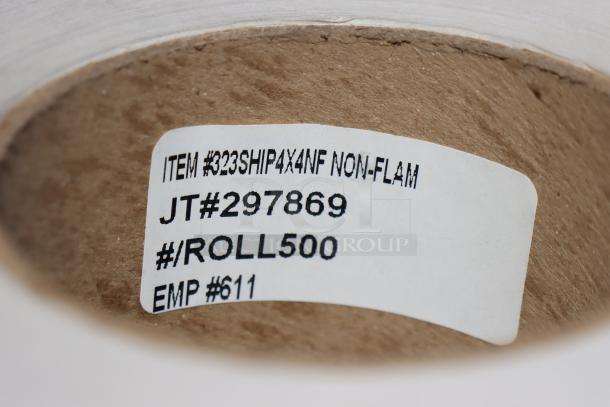 ITEM #323SHIP4X4NF NON-FLAM
JT#297869
#/ROLL500
EMP #611